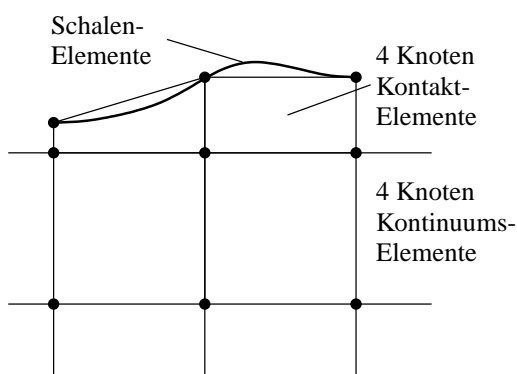 Schalen-
Elemente
4 Knoten
Kontakt-
Elemente
4 Knoten
Kontinuums-
Elemente